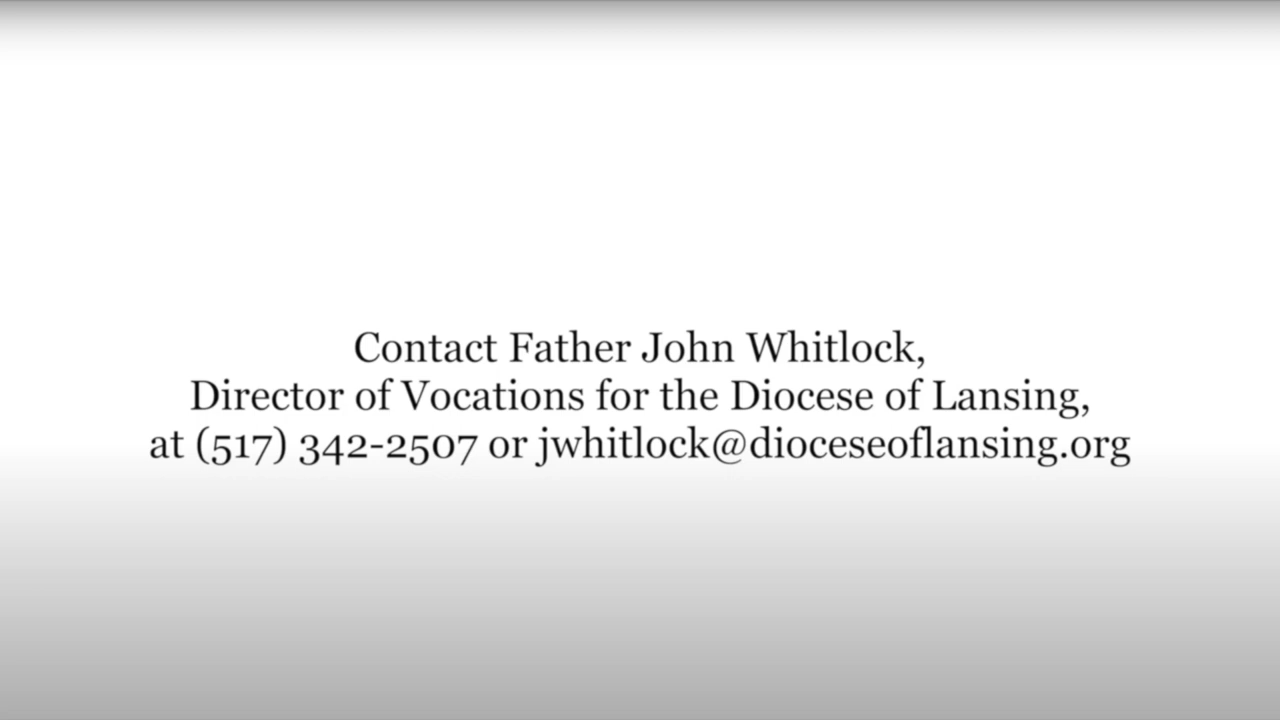 Contact Father John Whitlock,
Director of Vocations for the Diocese of Lansing,
at (517) 342-2507 or jwhitlock@dioceseoflansing.org